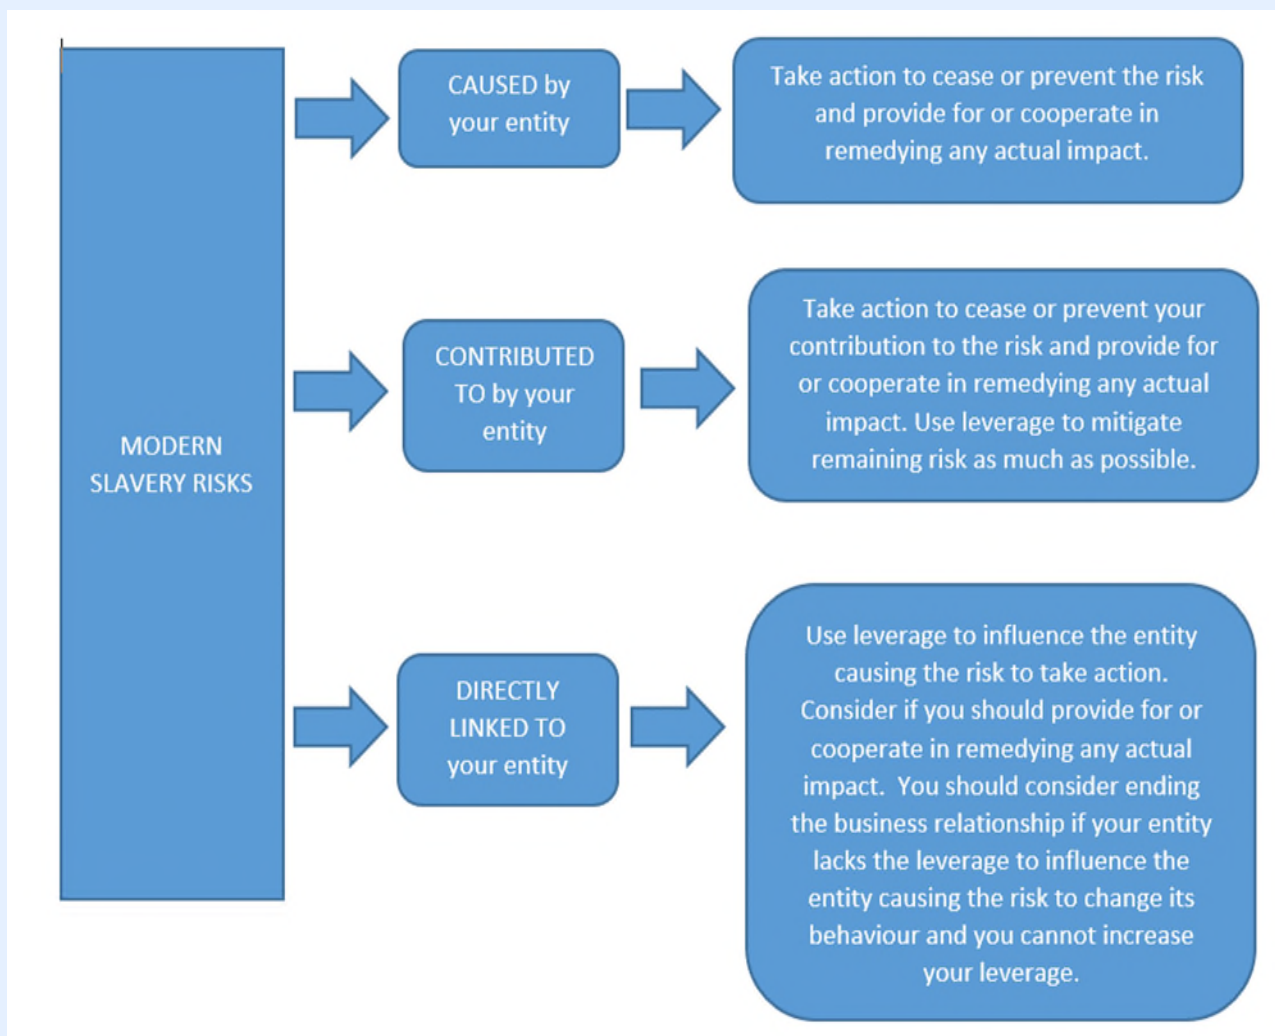 MODERN
SLAVERY RISKS
CAUSED by
your entity
Take action to cease or prevent the risk
and provide for or cooperate in
remedying any actual impact.
CONTRIBUTED
TO by your
entity
Take action to cease or prevent your
contribution to the risk and provide for
or cooperate in remedying any actual
impact. Use leverage to mitigate
remaining risk as much as possible.
DIRECTLY
LINKED TO
your entity
Use leverage to influence the entity
causing the risk to take action.
Consider if you should provide for or
cooperate in remedying any actual
impact.  You should consider ending
the business relationship if your entity
lacks the leverage to influence the
entity causing the risk to change its
behaviour and you cannot increase
your leverage.